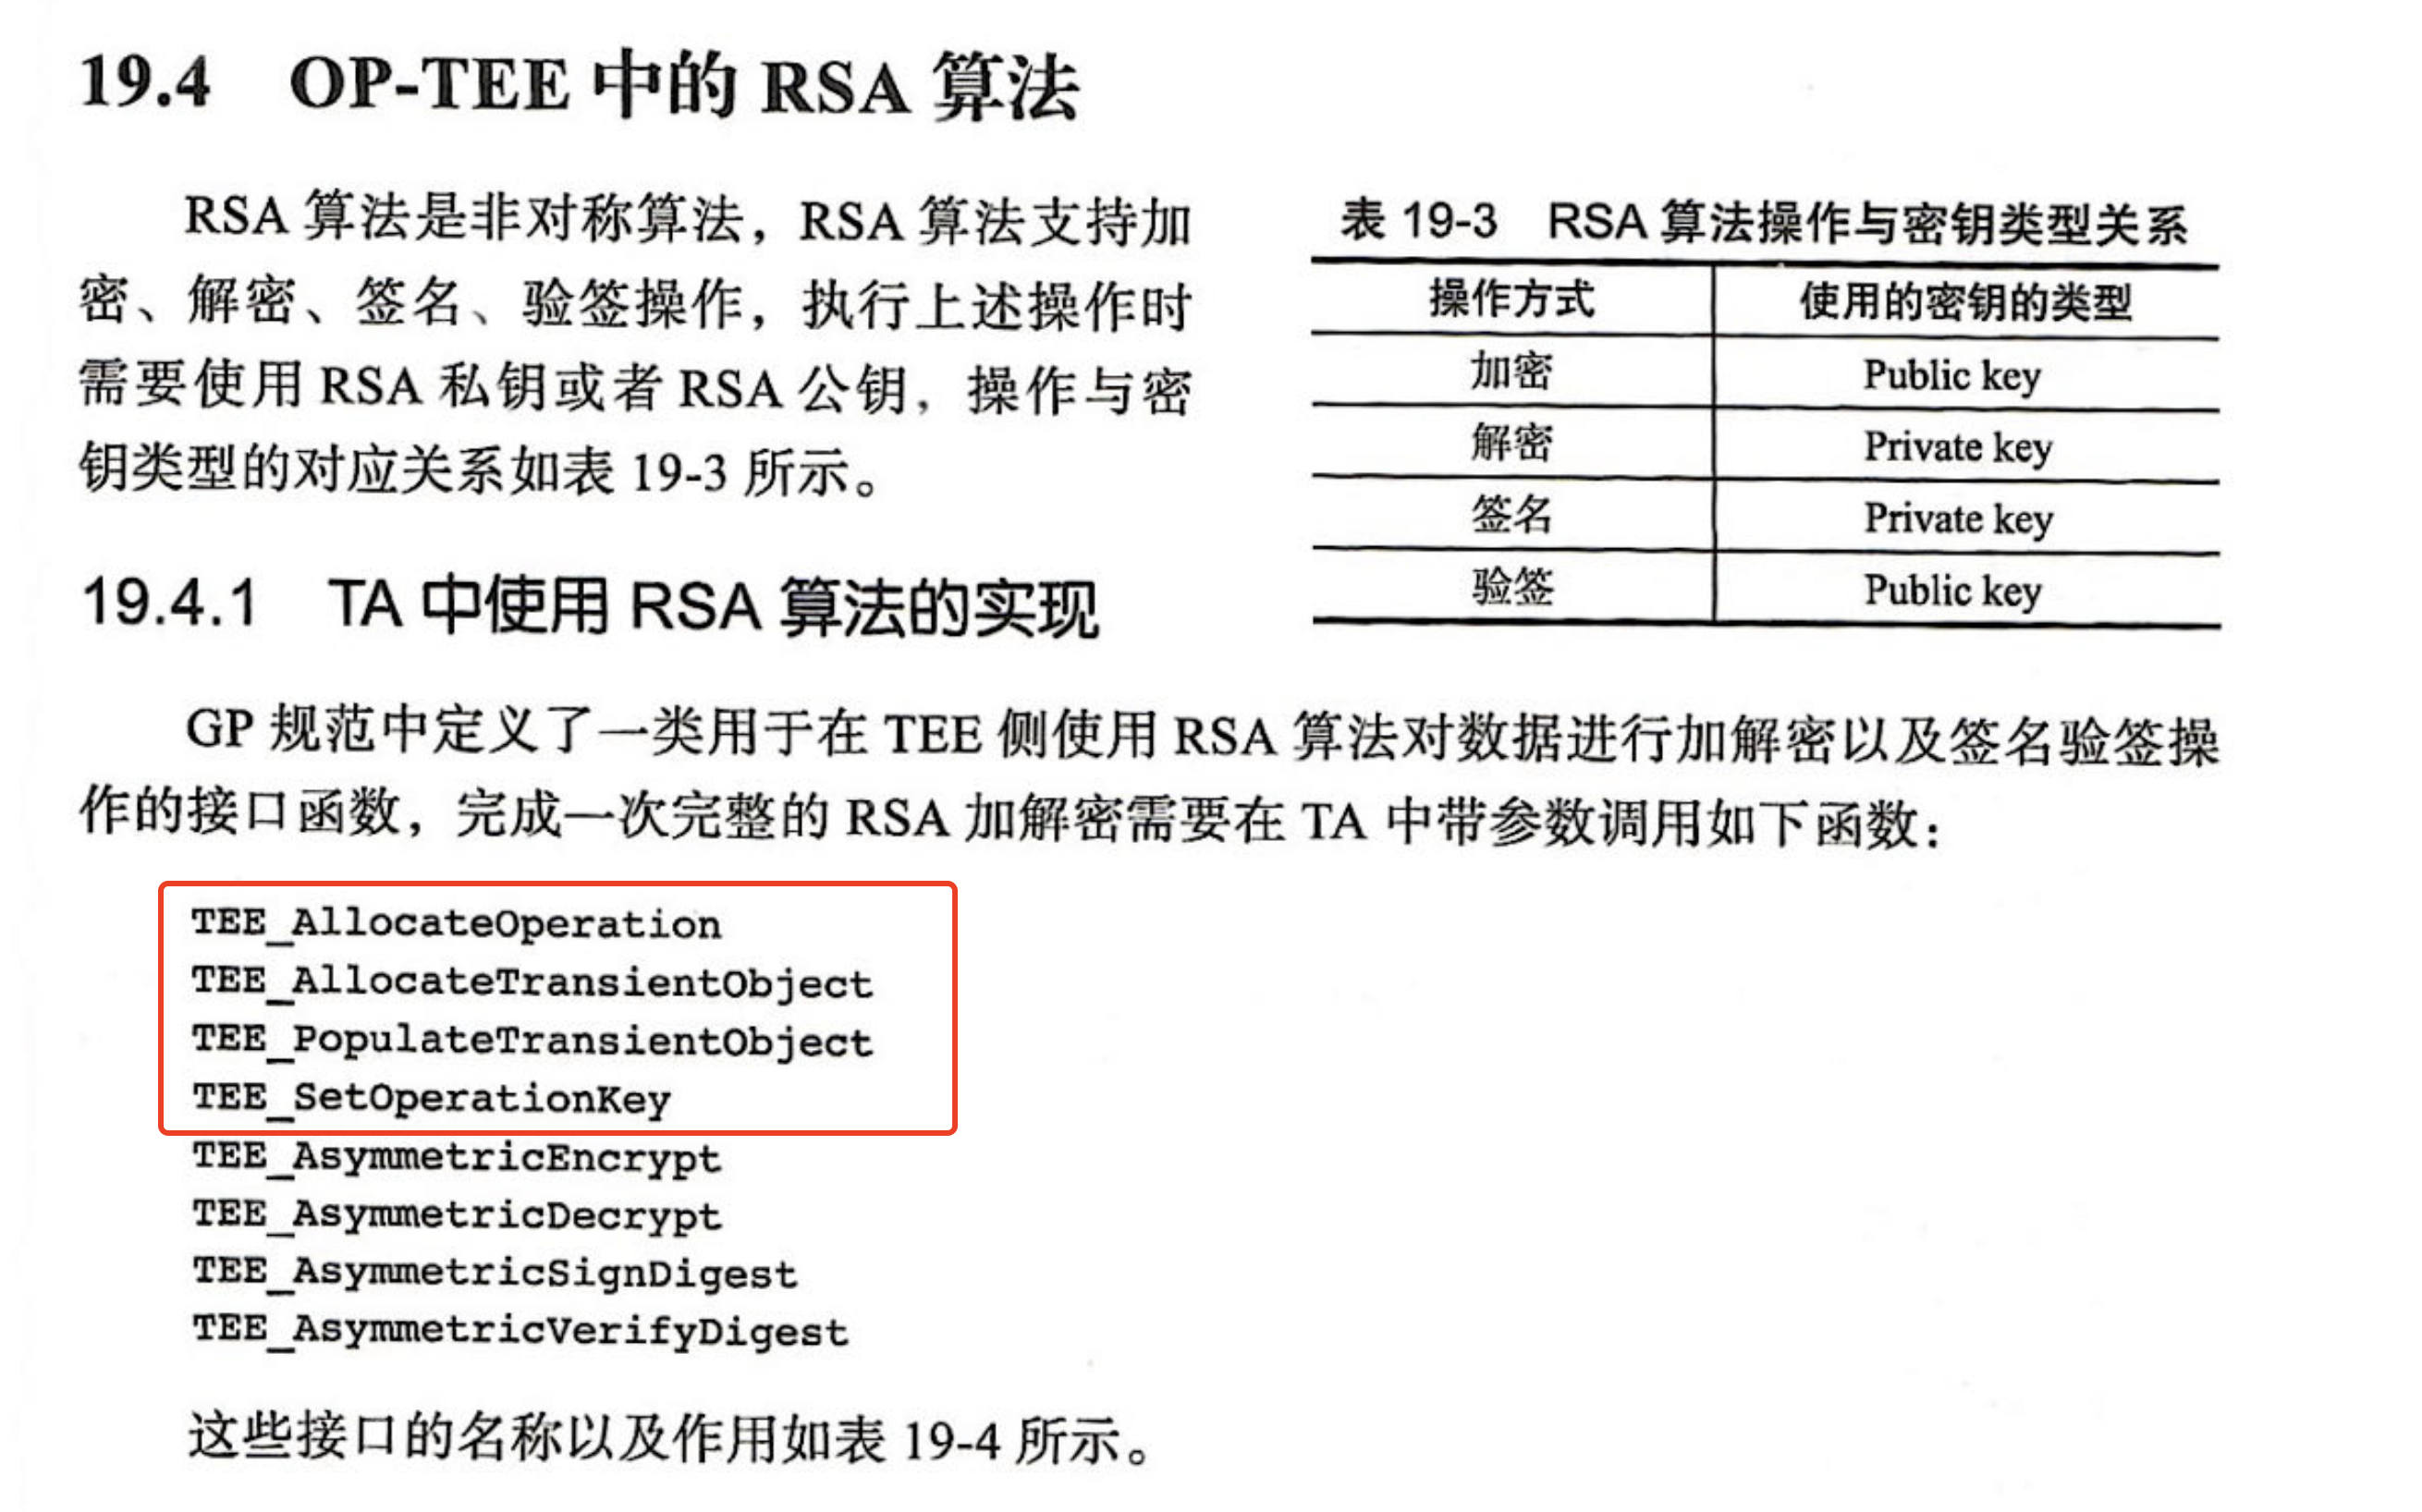 19.4 OP-TEE 中的 RSA 算法
RSA 算法是非对称算法，RSA 算法支持加
密、解密、签名、验签操作，执行上述操作时
需要使用 RSA 私钥或者 RSA 公钥，操作与密
钥类型的对应关系如表 19-3 所示。
表 19-3 RSA 算法操作与密钥类型关系
操作方式 使用的密钥的类型
加密 Public key
解密 Private key
签名 Private key
验签 Public key
19.4.1 TA 中使用 RSA 算法的实现
GP 规范中定义了一类用于在 TEE 侧使用 RSA 算法对数据进行加解密以及签名验签操
作的接口函数，完成一次完整的 RSA 加解密需要在 TA 中带参数调用如下函数：
TEE_AllocateOperation
TEE_AllocateTransientObject
TEE_PopulateTransientObject
TEE_SetOperationKey
TEE_AsymmetricEncrypt
TEE_AsymmetricDecrypt
TEE_AsymmetricSignDigest
TEE_AsymmetricVerifyDigest
这些接口的名称以及作用如表 19-4 所示。